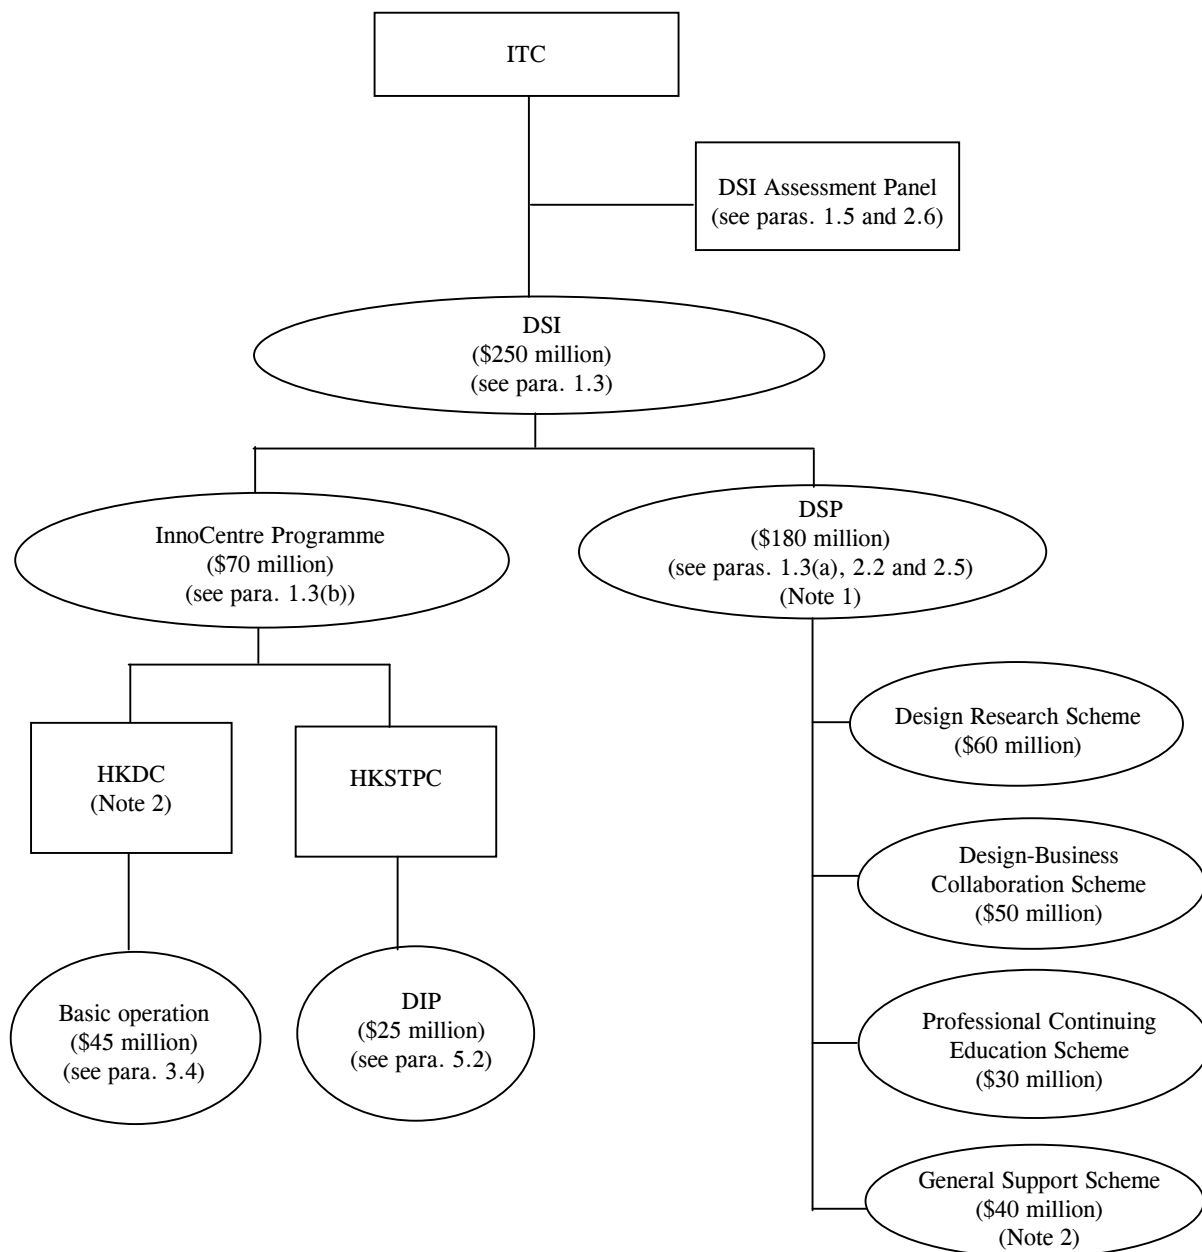 ITC
DSI Assessment Panel
(see paras. 1.5 and 2.6)
DSI
($250 million)
(see para. 1.3)
InnoCentre Programme
($70 million)
(see para. 1.3(b))
DSP
($180 million)
(see paras. 1.3(a), 2.2 and 2.5)
(Note 1)
HKDC
(Note 2)
HKSTPC
Basic operation
($45 million)
(see para. 3.4)
DIP
($25 million)
(see para. 5.2)
Design Research Scheme
($60 million)
Design-Business
Collaboration Scheme
($50 million)
Professional Continuing
Education Scheme
($30 million)
General Support Scheme
($40 million)
(Note 2)